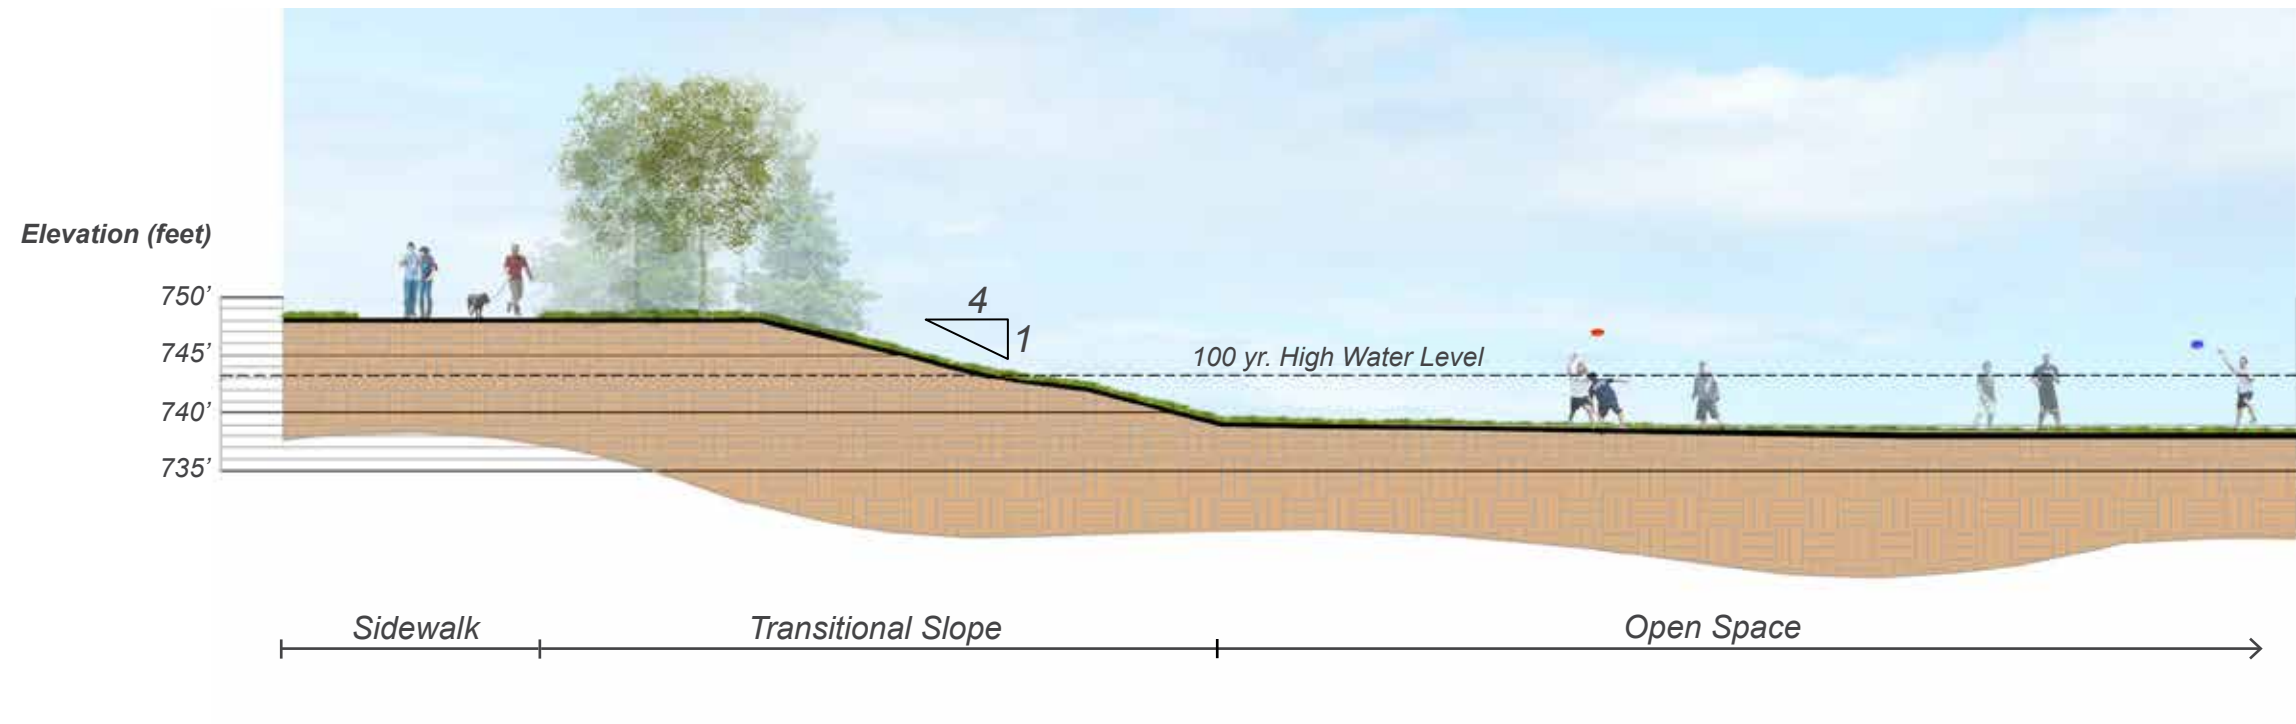 Elevation (feet)
750’
745’
740’
735’
4
1
100 yr. High Water Level
Sidewalk
Transitional Slope
Open Space